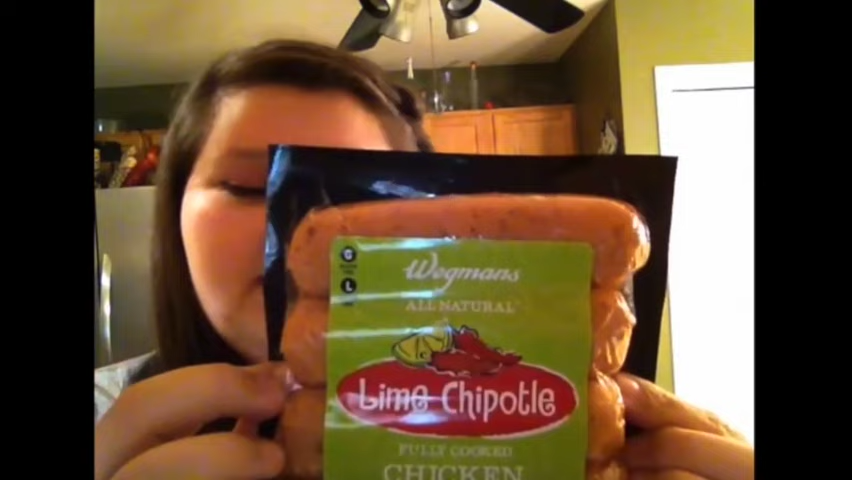 G
L
Wegmans
ALL NATURAL
Lime Chipotle
FULLY COOKED
CHICKEN